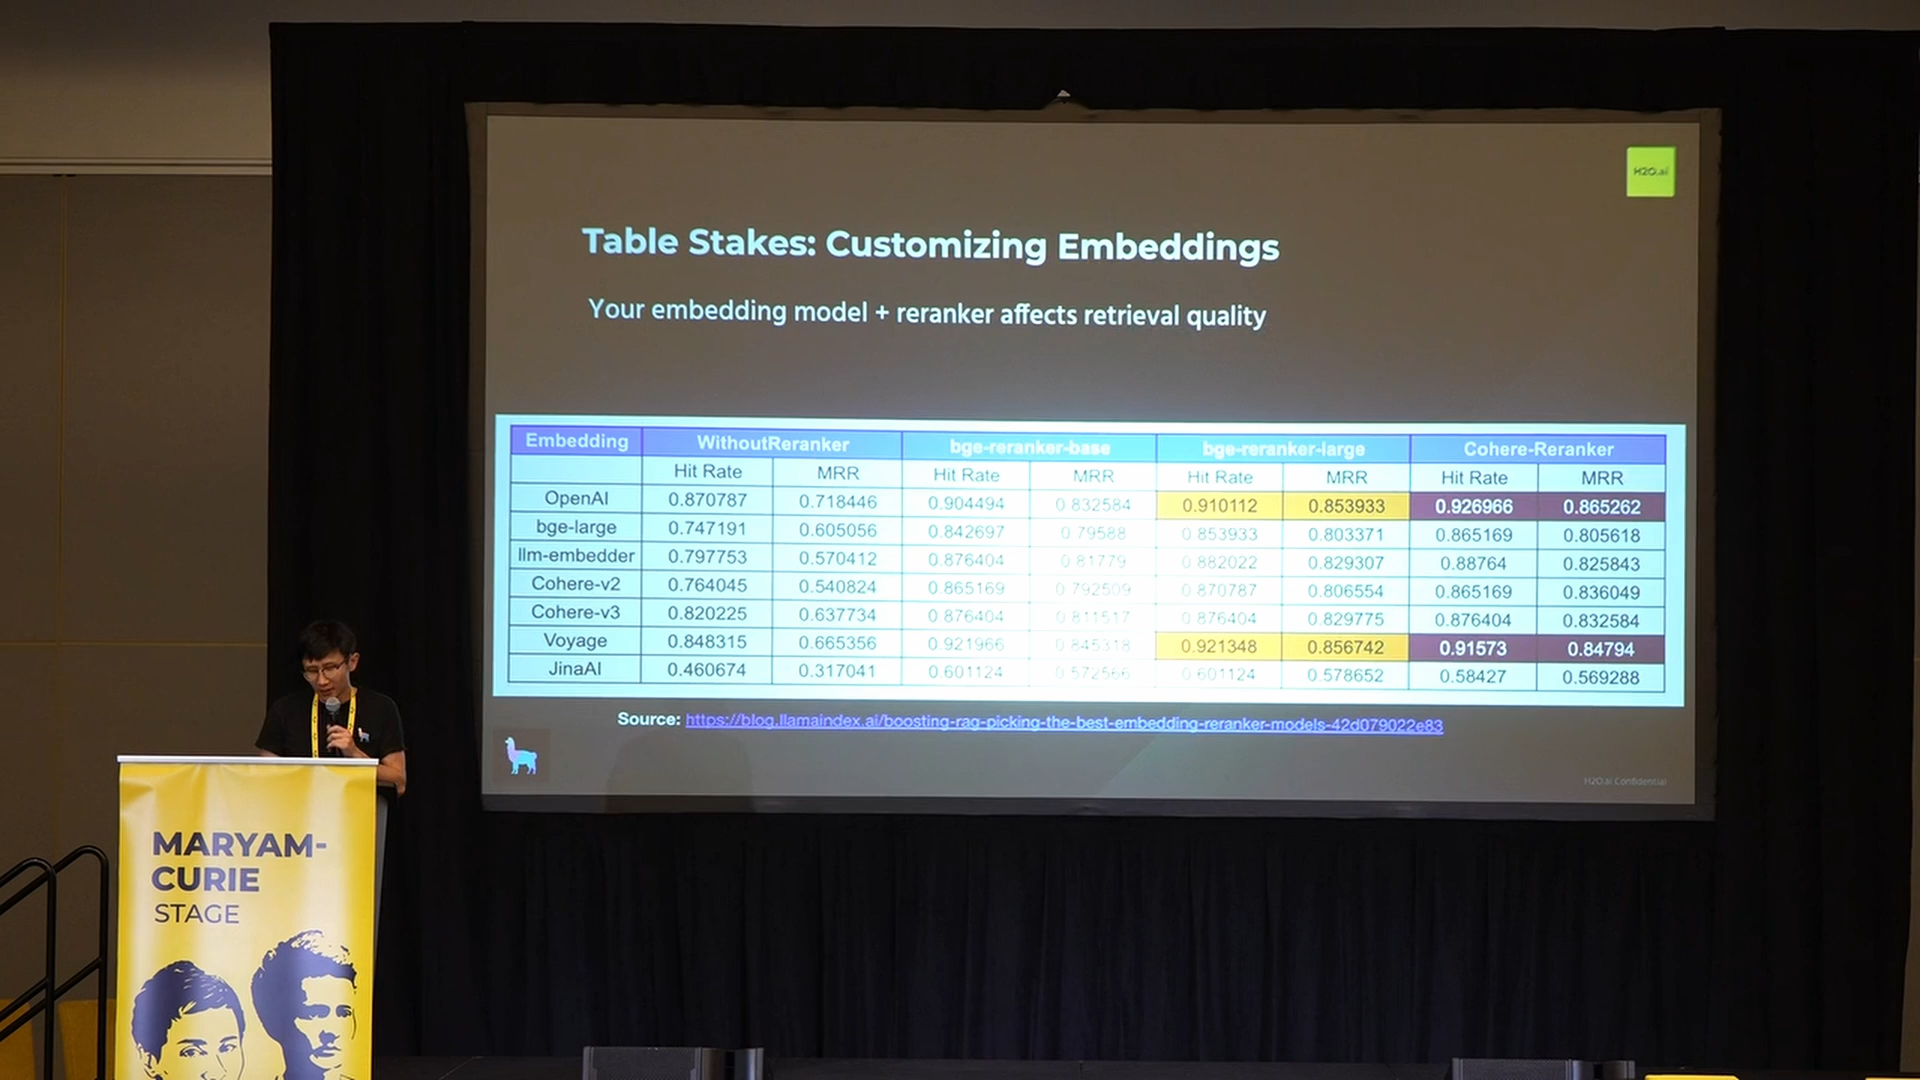 H2O.ai
Table Stakes: Customizing Embeddings
Your embedding model + reranker affects retrieval quality
Embedding WithoutReranker bge-reranker-base bge-reranker-large Cohere-Reranker
Hit Rate MRR Hit Rate MRR Hit Rate MRR Hit Rate MRR
OpenAI 0.870787 0.718446 0.904494 0.832584 0.910112 0.853933 0.926966 0.865262
bge-large 0.747191 0.605056 0.842697 0.79588 0.853933 0.803371 0.865169 0.805618
llm-embedder 0.797753 0.570412 0.876404 0.81779 0.882022 0.829307 0.88764 0.825843
Cohere-v2 0.764045 0.540824 0.865169 0.792509 0.870787 0.806554 0.865169 0.836049
Cohere-v3 0.820225 0.637734 0.876404 0.811517 0.876404 0.829775 0.876404 0.832584
Voyage 0.848315 0.665356 0.921966 0.845318 0.921348 0.856742 0.91573 0.84794
JinaAI 0.460674 0.317041 0.601124 0.572566 0.601124 0.578652 0.58427 0.569288
Source: https://blog.llamaindex.ai/boosting-rag-picking-the-best-embedding-reranker-models-42d079022e83
H2O.ai Confidential
MARYAM-
CURIE
STAGE